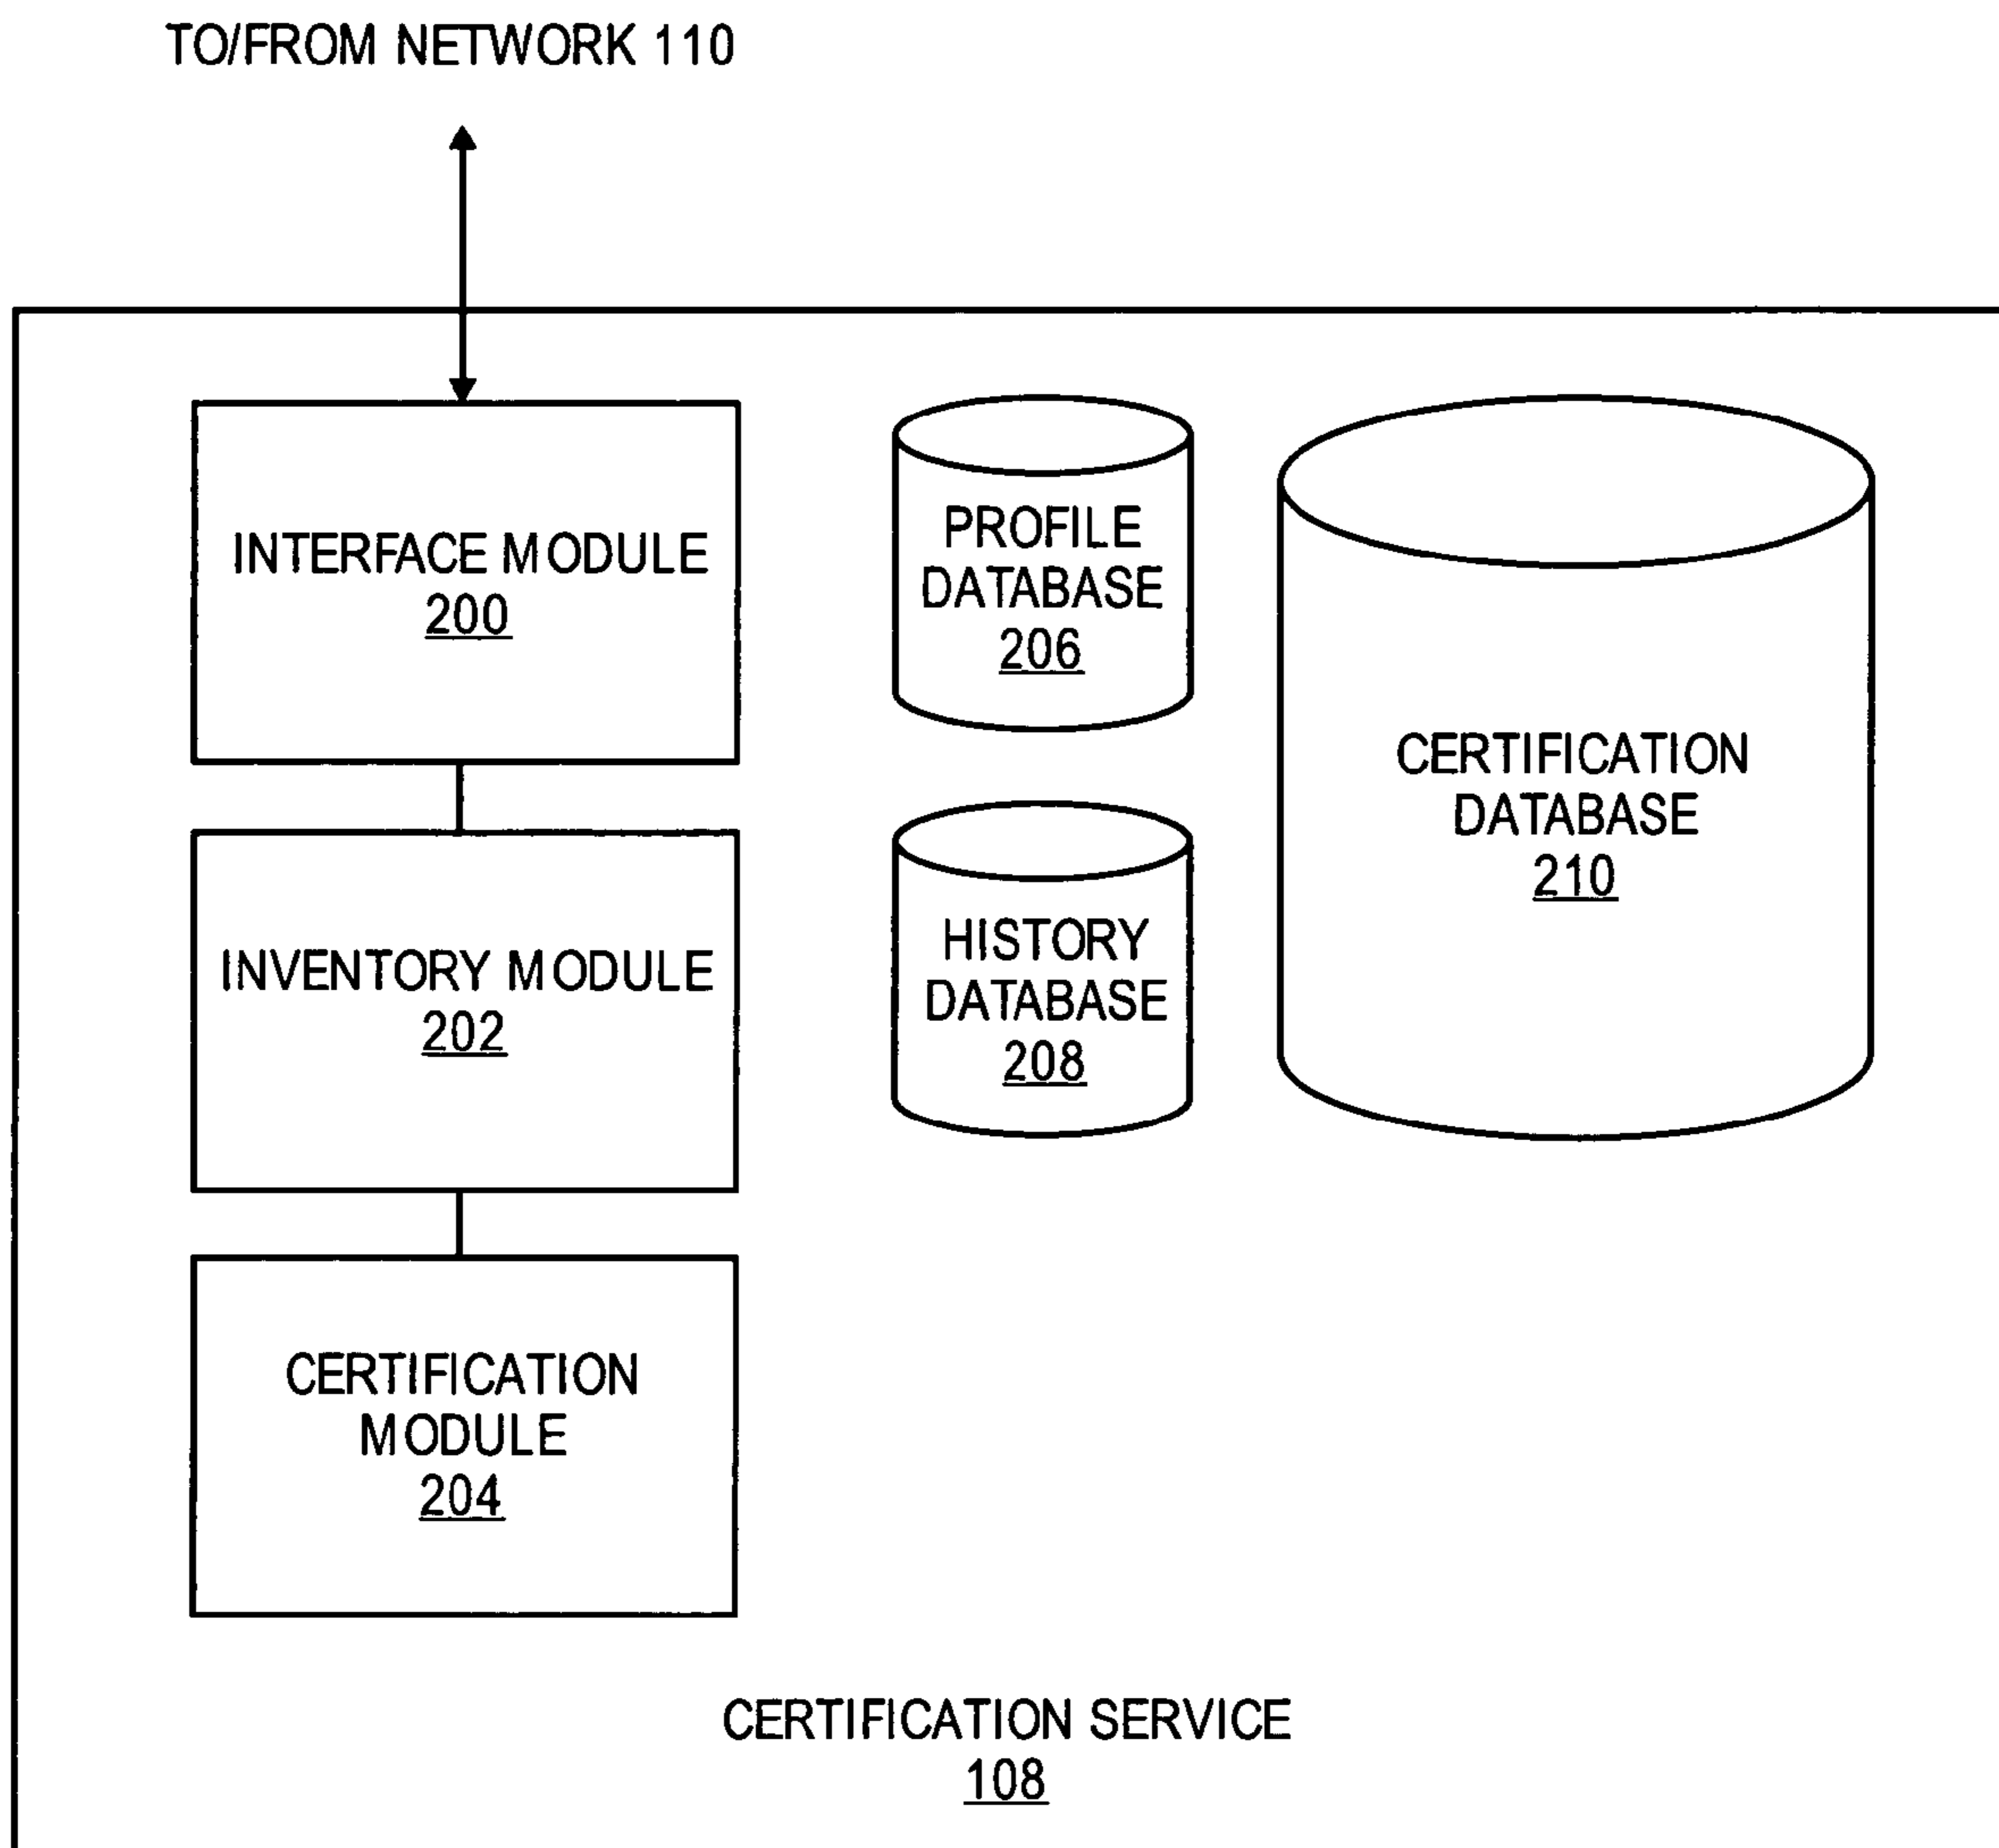 TO/FROM NETWORK 110
INTERFACE MODULE
200
PROFILE
DATABASE
206
CERTIFICATION
DATABASE
210
INVENTORY MODULE
202
HISTORY
DATABASE
208
CERTIFICATION
MODULE
204
CERTIFICATION SERVICE
108